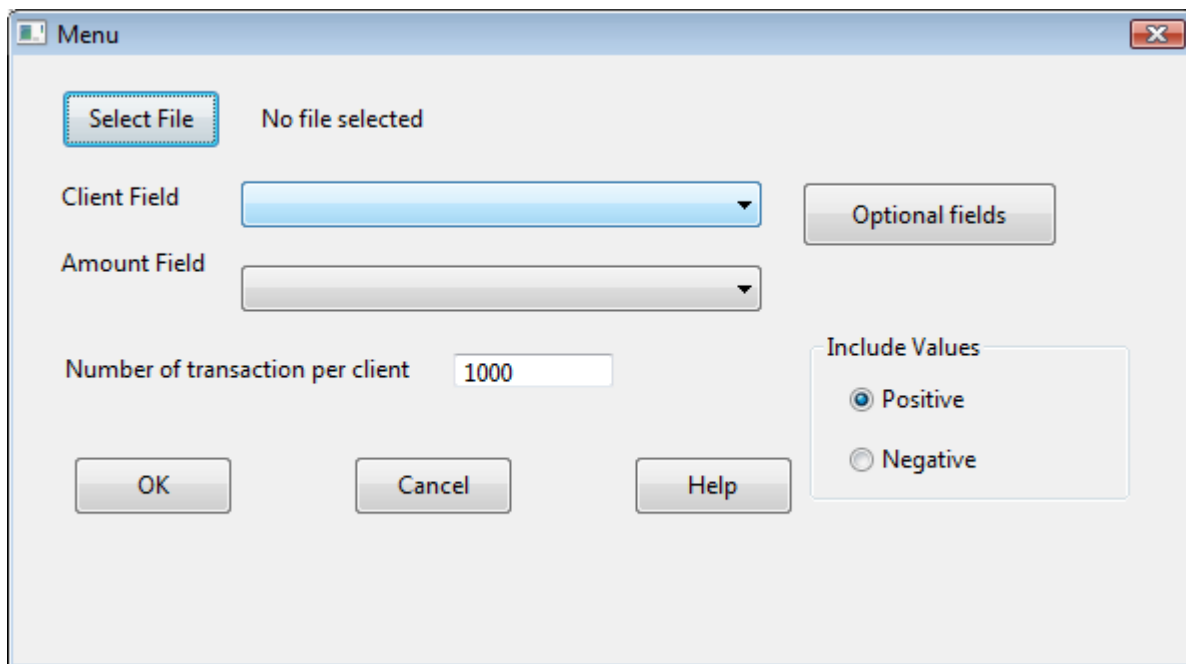 Menu
Select File No file selected
Client Field
Optional fields
Amount Field
Include Values
Number of transaction per client 1000
Positive
Negative
OK Cancel Help